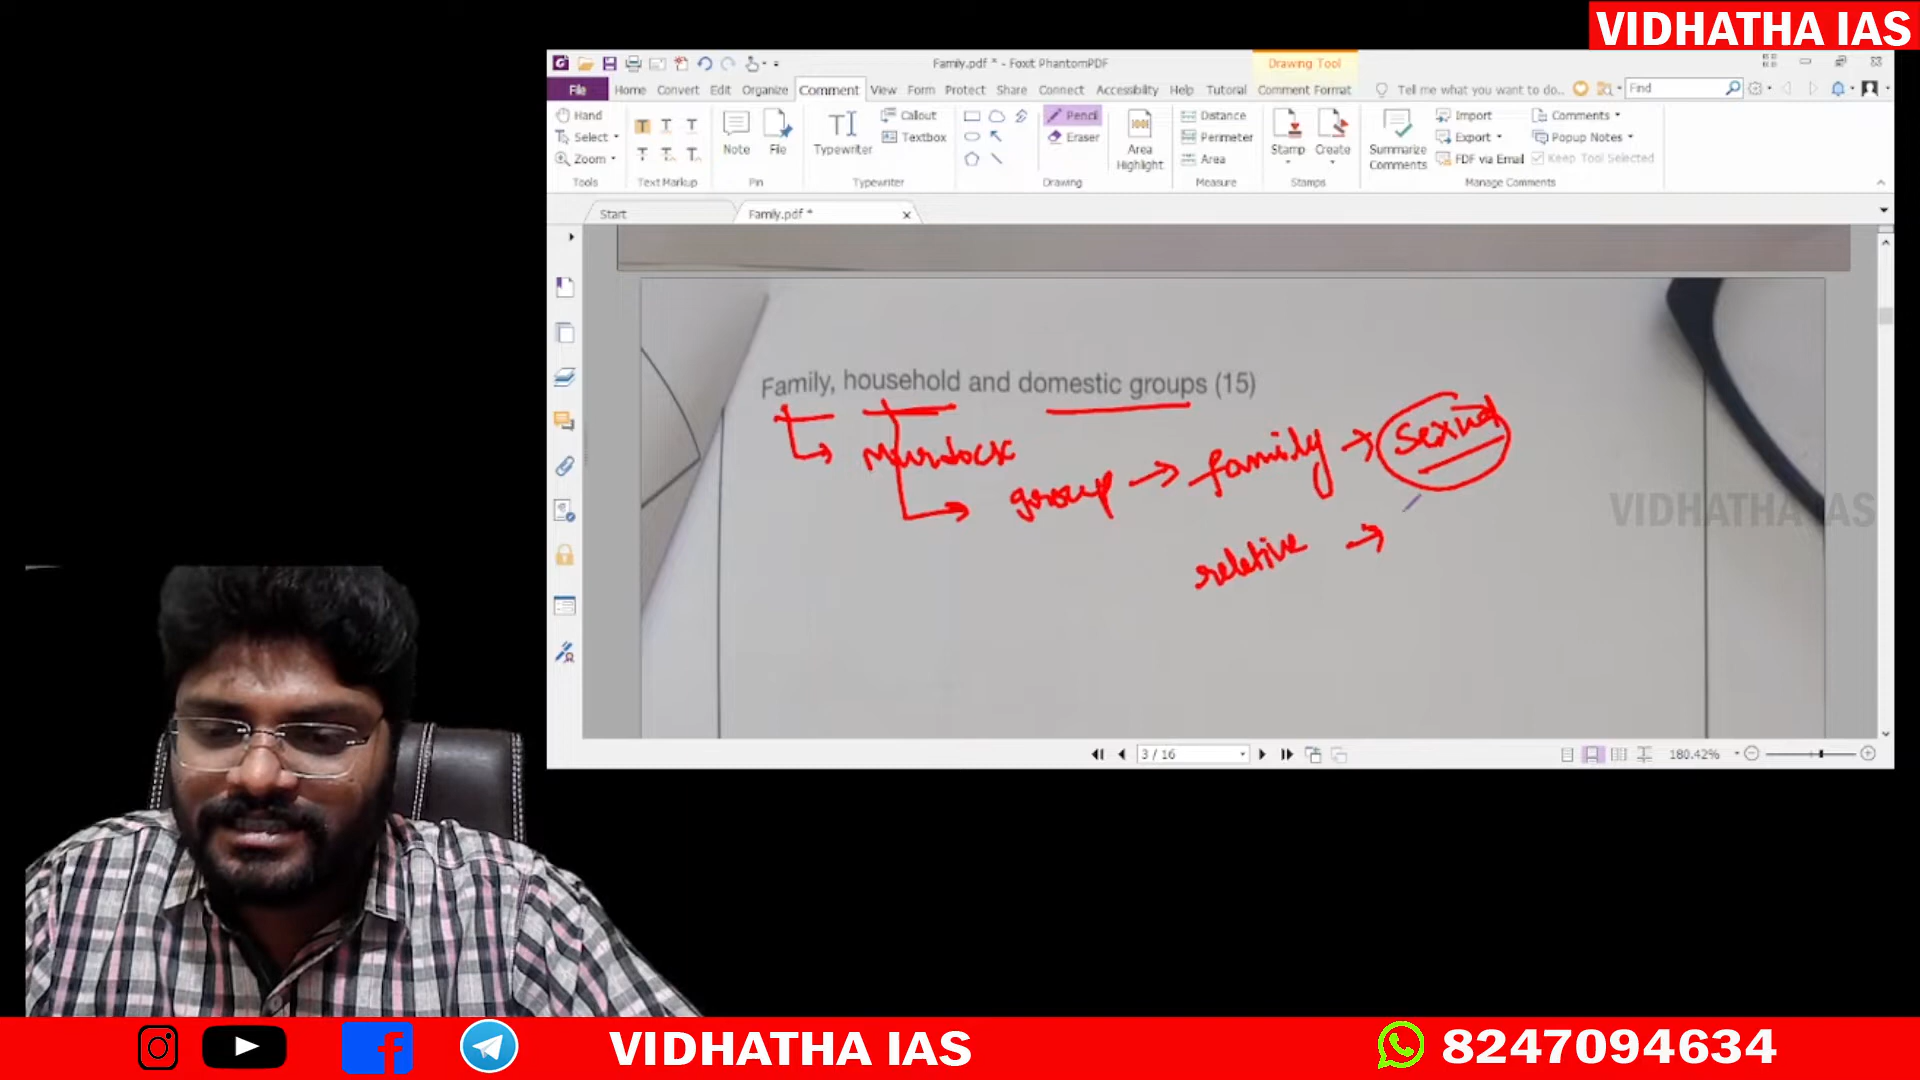 VIDHATHA IAS
Family.pdf * - Foxit PhantomPDF
Drawing Tool
File Home Convert Comment Edit Organize View Form Protect Share Connect Accessibility Help Tutorial Comment Format Tell me what you want to do.. Find
Hand
Select
Zoom
Tools
Text Markup
Note
File
Pin
Typewriter
Callout
Textbox
Typewriter
Pencil
Eraser
Area Highlight
Drawing
Distance
Perimeter
Area
Measure
Stamp
Create
Stamps
Summarize Comments
Import
Export
FDF via Email
Comments
Popup Notes
Keep Tool Selected
Manage Comments
Start
Family.pdf *
Family, household and domestic groups (15)
Murdock
group → family → sexual
reletive →
VIDHATHA IAS
3 / 16
180.42%
VIDHATHA IAS
8247094634